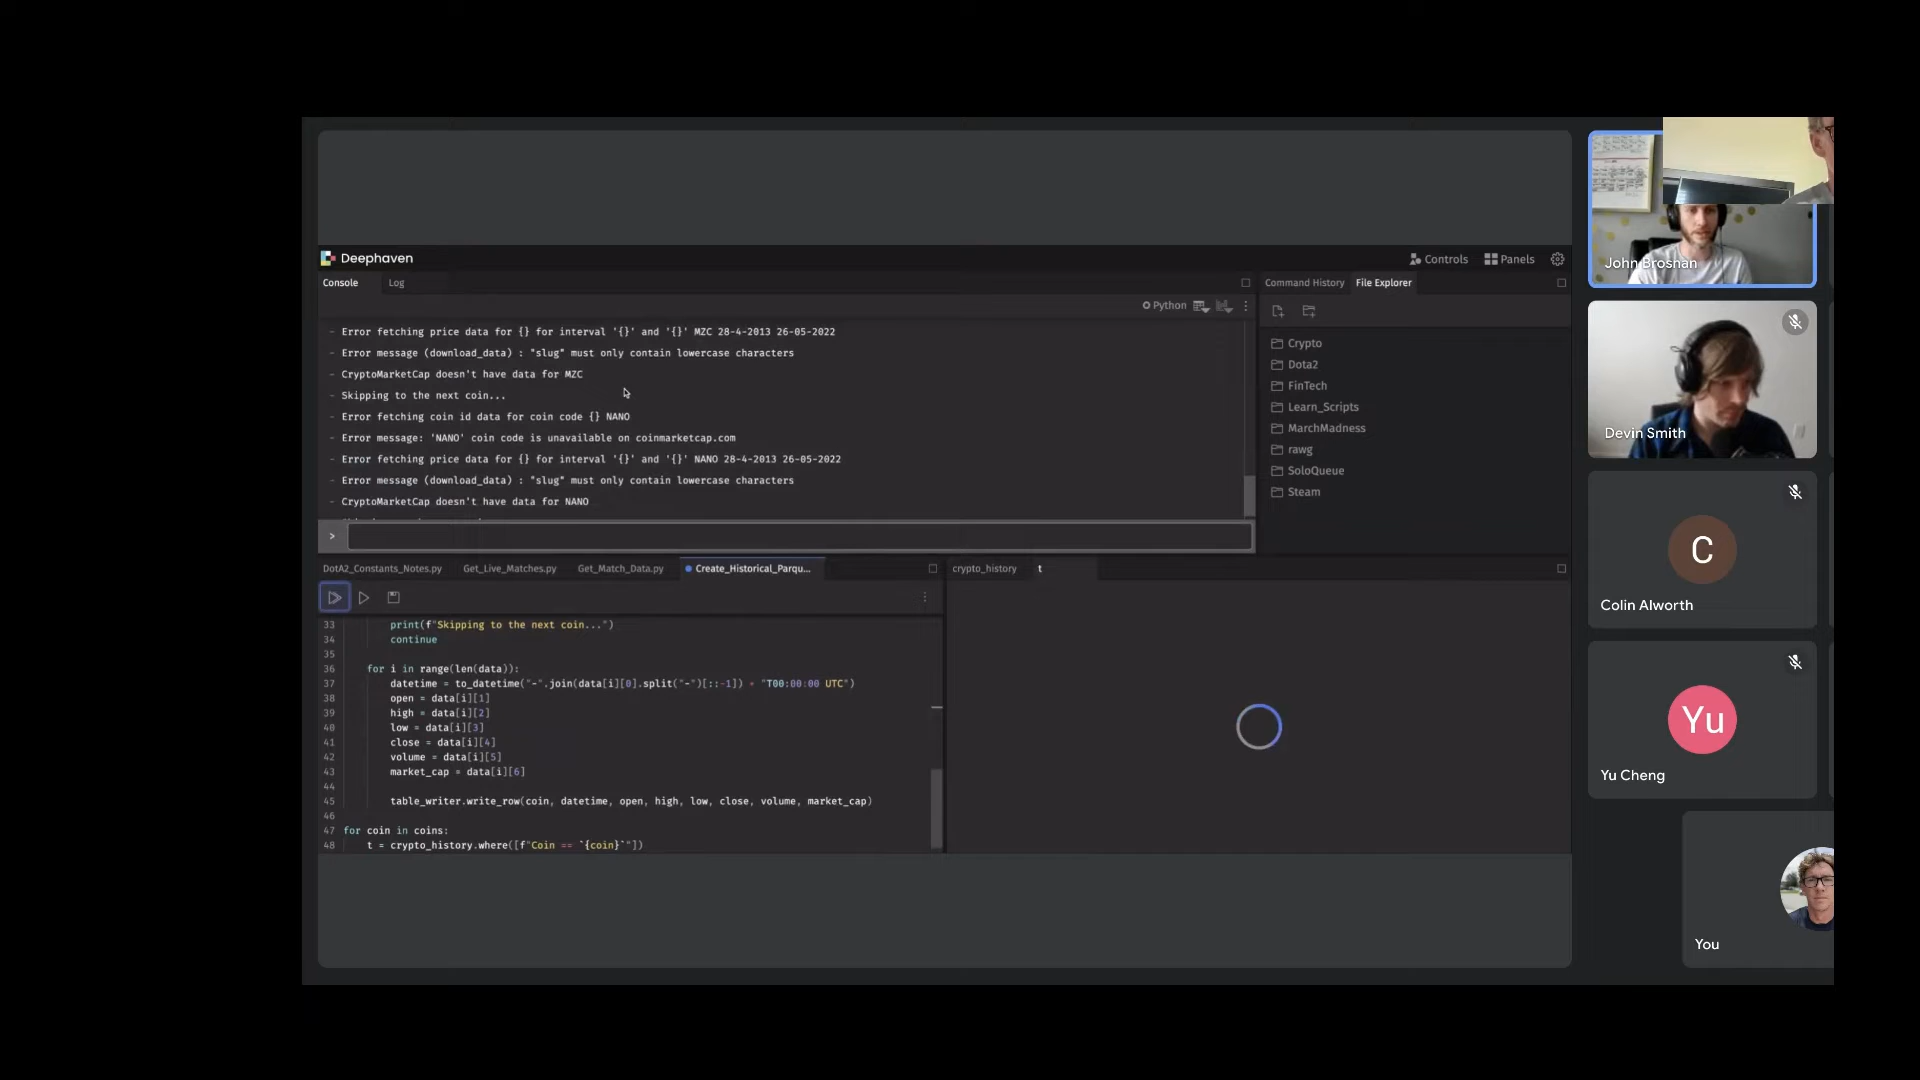 Deephaven
Controls
Panels
Console
Log
Command History
File Explorer
Python
- Error fetching price data for {} for interval '{}' and '{}' MZC 28-4-2013 26-05-2022
- Error message (download_data) : "slug" must only contain lowercase characters
- CryptoMarketCap doesn't have data for MZC
- Skipping to the next coin...
- Error fetching coin id data for coin code {} NANO
- Error message: 'NANO' coin code is unavailable on coinmarketcap.com
- Error fetching price data for {} for interval '{}' and '{}' NANO 28-4-2013 26-05-2022
- Error message (download_data) : "slug" must only contain lowercase characters
- CryptoMarketCap doesn't have data for NANO
>
Crypto
Dota2
FinTech
Learn_Scripts
MarchMadness
rawg
SoloQueue
Steam
DotA2_Constants_Notes.py
Get_Live_Matches.py
Get_Match_Data.py
Create_Historical_Parqu...
crypto_history
t
33 print(f"Skipping to the next coin...")
34 continue
35
36 for i in range(len(data)):
37 datetime = to_datetime("-".join(data[i][0].split("-")[::-1]) + "T00:00:00 UTC")
38 open = data[i][1]
39 high = data[i][2]
40 low = data[i][3]
41 close = data[i][4]
42 volume = data[i][5]
43 market_cap = data[i][6]
44
45 table_writer.write_row(coin, datetime, open, high, low, close, volume, market_cap)
46
47 for coin in coins:
48 t = crypto_history.where([f"Coin == `{coin}`"])
John Brosnan
Devin Smith
C
Colin Alworth
Yu
Yu Cheng
You